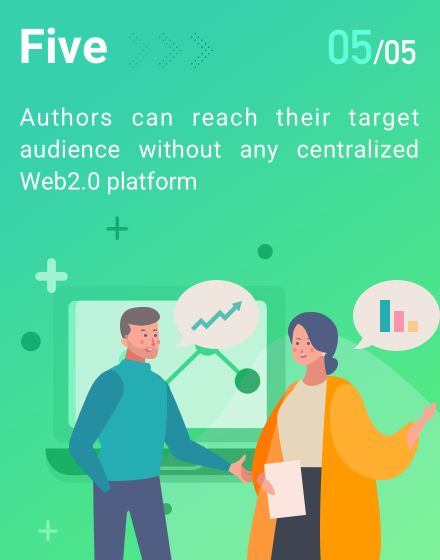 Five
05/05
Authors can reach their target
audience without any centralized
Web2.0 platform